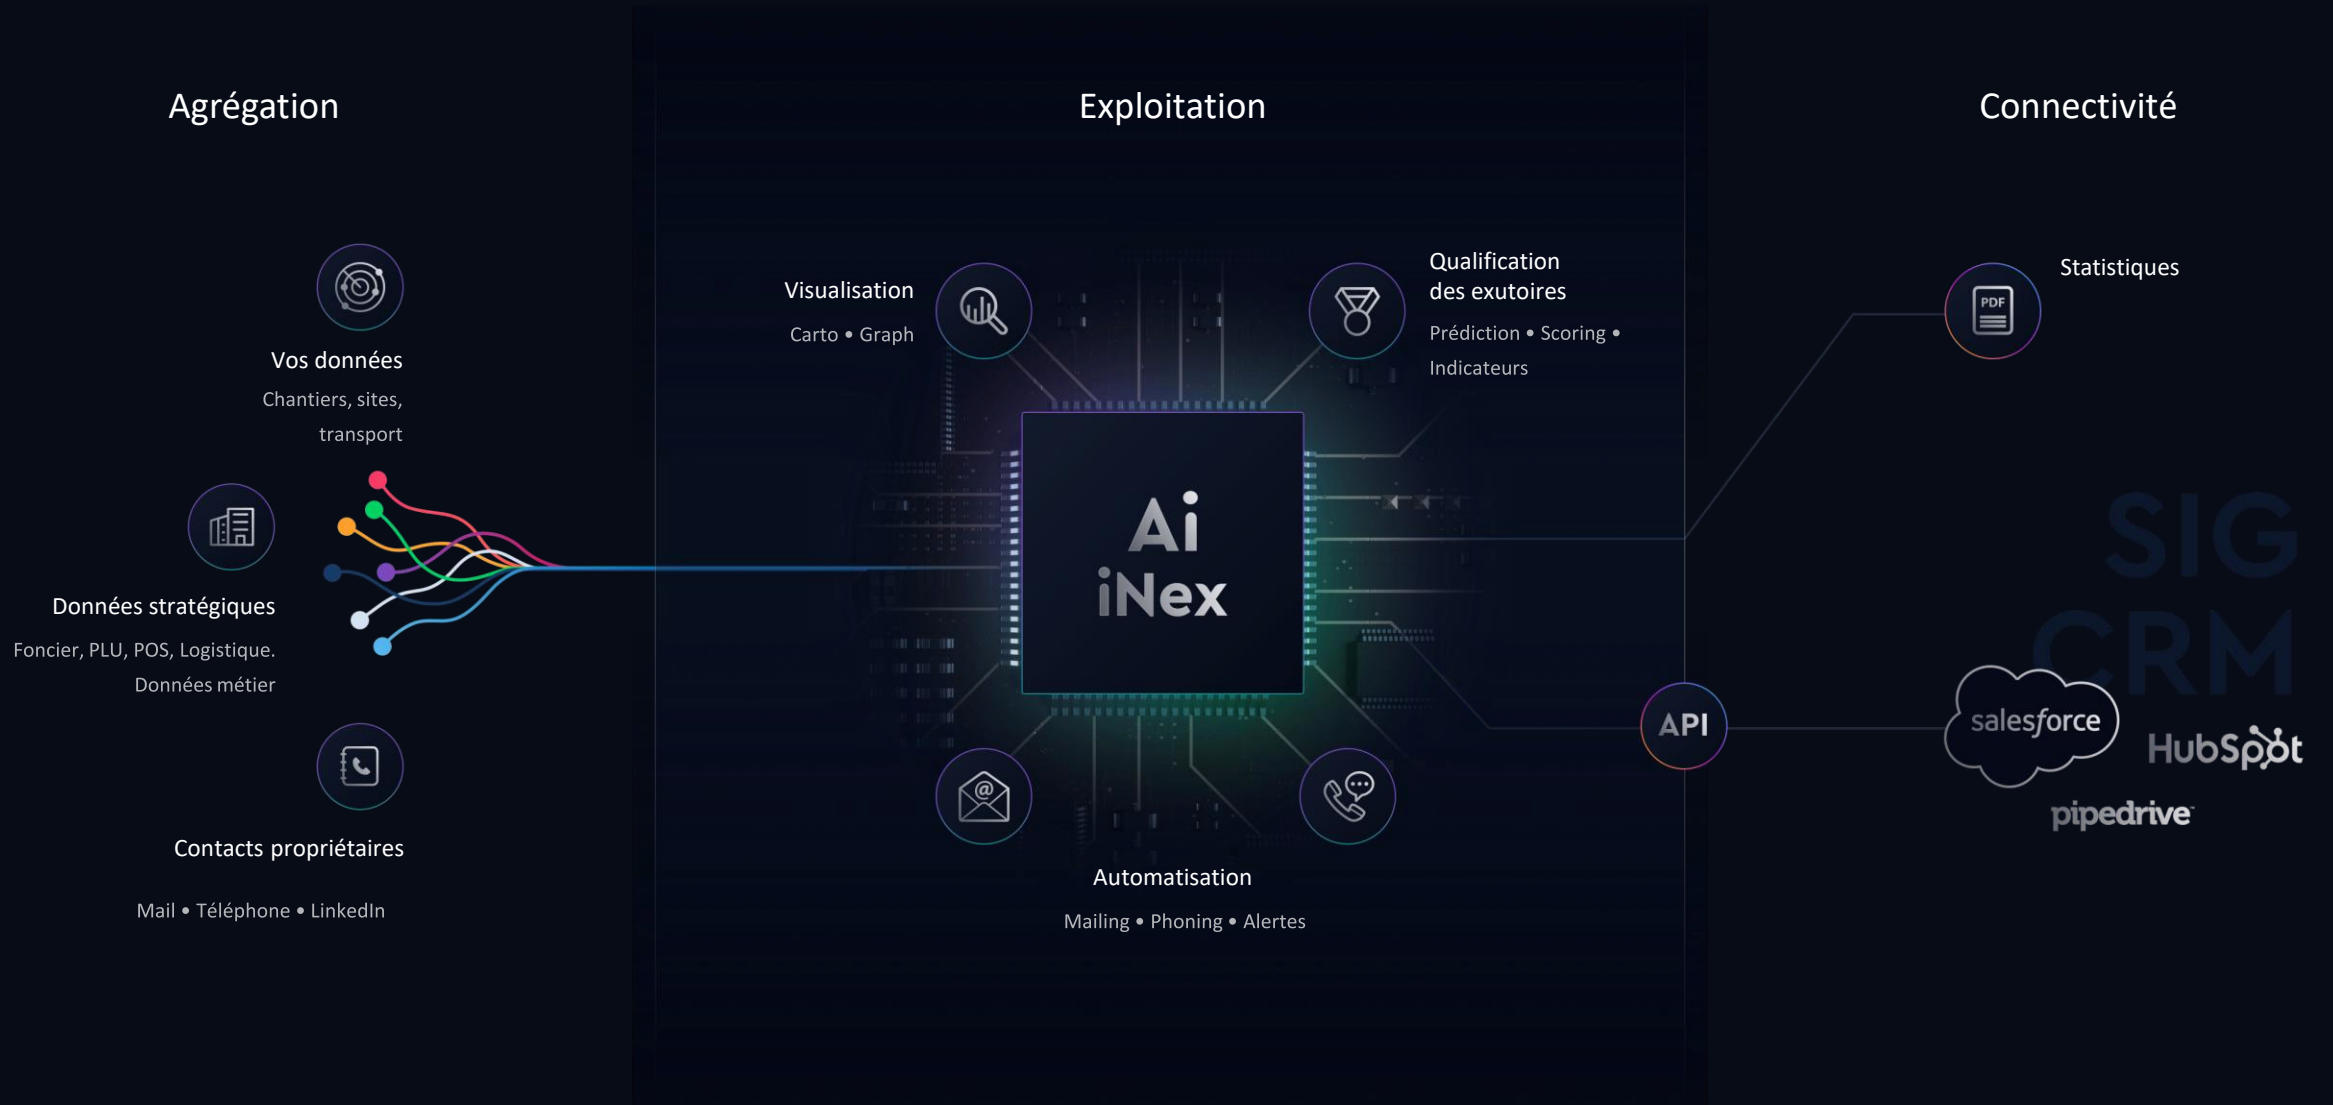 Agrégation
Vos données
Chantiers, sites,
transport
Données stratégiques
Foncier, PLU, POS, Logistique.
Données métier
Contacts propriétaires
Mail • Téléphone • LinkedIn
Exploitation
Visualisation
Carto • Graph
Qualification
des exutoires
Prédiction • Scoring •
Indicateurs
Ai
iNex
Automatisation
Mailing • Phoning • Alertes
API
Connectivité
PDF
Statistiques
SIG
CRM
salesforce
HubSpot
pipedrive